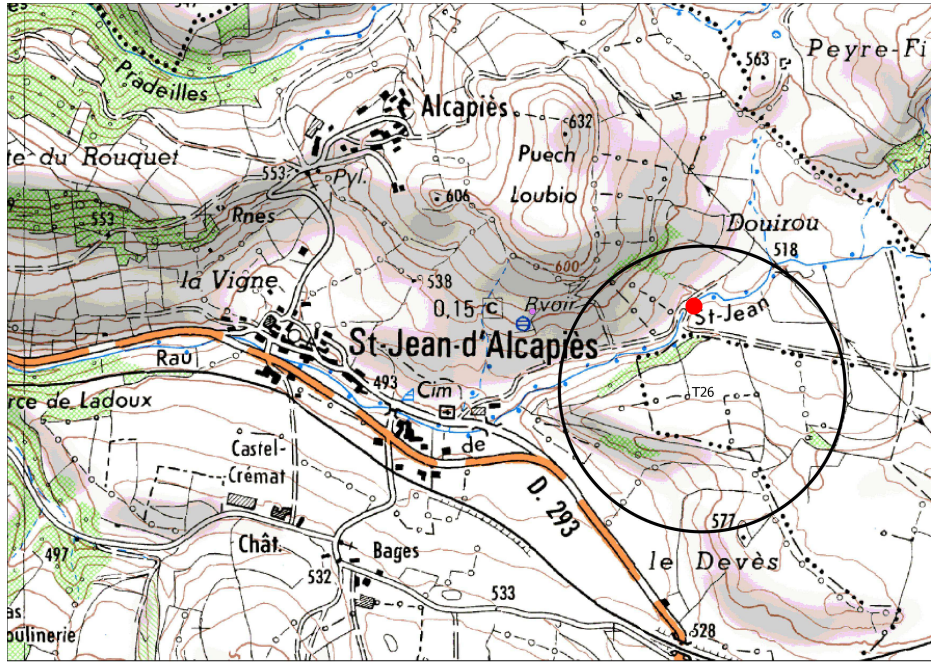 547
Pradeilles
Alcapiès
563
Peyre-Fi
632
Puech
Loubio
te du Rouquet
553
Pyl.
606
553
Rnes
Douirou
518
la Vigne
538
600
0.15 c
Rvoir
St-Jean
St-Jean-d'Alcapiès
Rau
493
Cim
T26
rce de Ladoux
de
Castel-
Crémat
D. 293
577
497
Chât.
Bages
le Devès
532
533
as
oulinerie
528